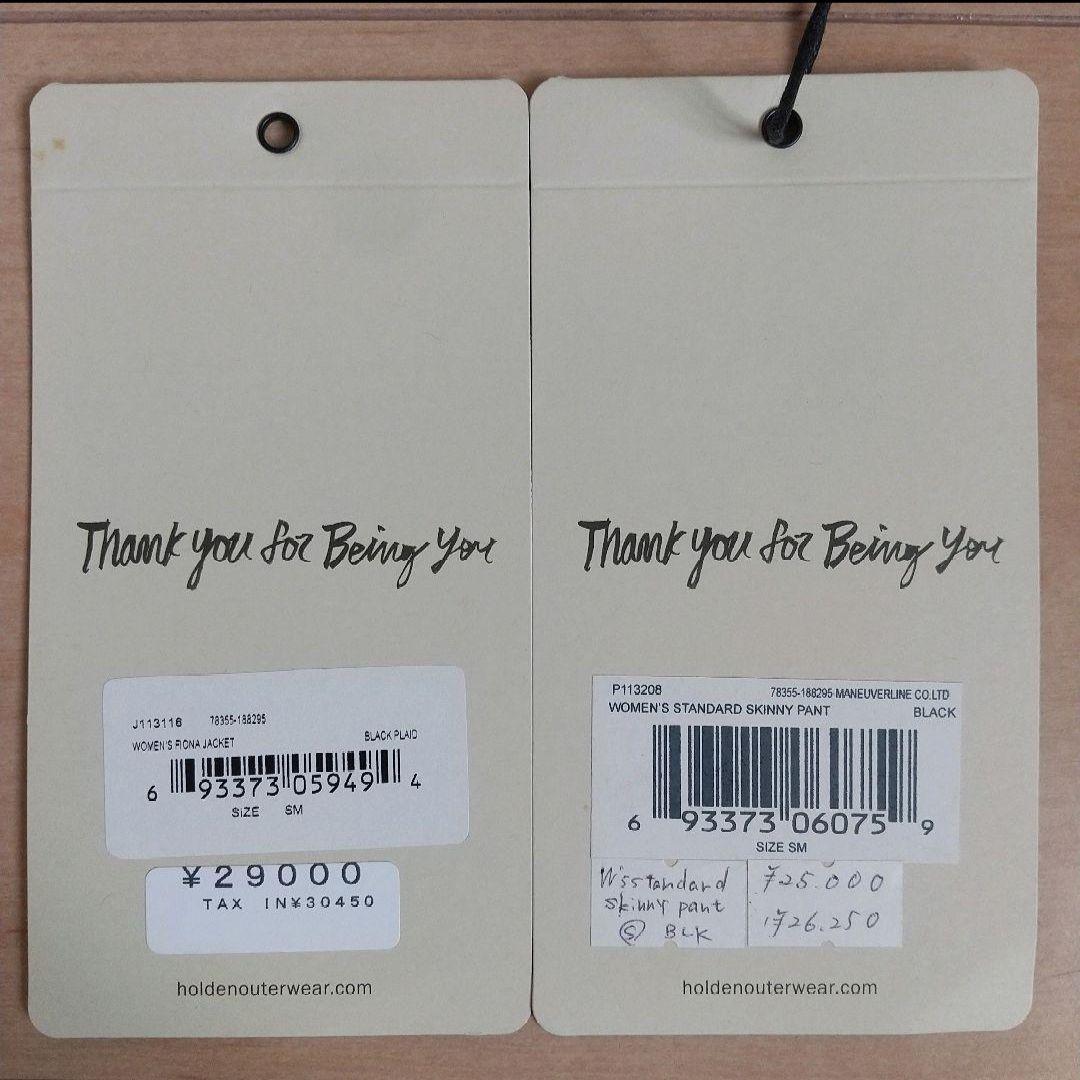 Thank you for Being You
J113116 78355-188295
WOMEN'S FIONA JACKET BLACK PLAID
6 93373 05949 4
SIZE SM
¥29000
TAX IN¥30450
holdenouterwear.com
Thank you for Being You
P113208 78355-188295 MANEUVERLINE CO.LTD
WOMEN'S STANDARD SKINNY PANT BLACK
6 93373 06075 9
SIZE SM
W'sstandard
skinny pant
Ⓢ BLK
¥25.000
¥26.250
holdenouterwear.com